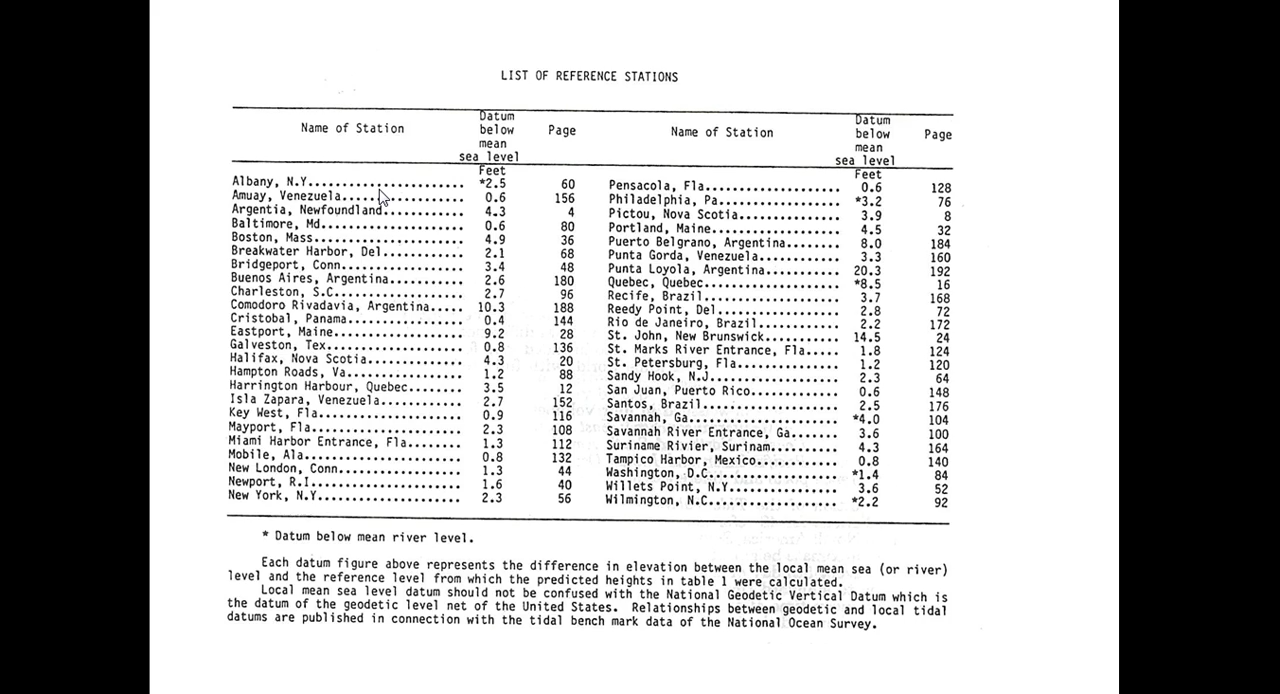 LIST OF REFERENCE STATIONS
Name of Station Datum below mean sea level Page Name of Station Datum below mean sea level Page
Feet Feet
Albany, N.Y....................... *2.5 60 Pensacola, Fla.................... 0.6 128
Amuay, Venezuela.................. 0.6 156 Philadelphia, Pa.................. *3.2 76
Argentia, Newfoundland............ 4.3 4 Pictou, Nova Scotia............... 3.9 8
Baltimore, Md..................... 0.6 80 Portland, Maine................... 4.5 32
Boston, Mass...................... 4.9 36 Puerto Belgrano, Argentina........ 8.0 184
Breakwater Harbor, Del............ 2.1 68 Punta Gorda, Venezuela............ 3.3 160
Bridgeport, Conn.................. 3.4 48 Punta Loyola, Argentina........... 20.3 192
Buenos Aires, Argentina........... 2.6 180 Quebec, Quebec.................... *8.5 16
Charleston, S.C................... 2.7 96 Recife, Brazil.................... 3.7 168
Comodoro Rivadavia, Argentina..... 10.3 188 Reedy Point, Del.................. 2.8 72
Cristobal, Panama................. 0.4 144 Rio de Janeiro, Brazil............ 2.2 172
Eastport, Maine................... 9.2 28 St. John, New Brunswick........... 14.5 24
Galveston, Tex.................... 0.8 136 St. Marks River Entrance, Fla..... 1.8 124
Halifax, Nova Scotia.............. 4.3 20 St. Petersburg, Fla............... 1.2 120
Hampton Roads, Va................. 1.2 88 Sandy Hook, N.J................... 2.3 64
Harrington Harbour, Quebec........ 3.5 12 San Juan, Puerto Rico............. 0.6 148
Isla Zapara, Venezuela............ 2.7 152 Santos, Brazil.................... 2.5 176
Key West, Fla..................... 0.9 116 Savannah, Ga...................... *4.0 104
Mayport, Fla...................... 2.3 108 Savannah River Entrance, Ga....... 3.6 100
Miami Harbor Entrance, Fla........ 1.3 112 Suriname Rivier, Surinam.......... 4.3 164
Mobile, Ala....................... 0.8 132 Tampico Harbor, Mexico............ 0.8 140
New London, Conn.................. 1.3 44 Washington, D.C................... *1.4 84
Newport, R.I...................... 1.6 40 Willets Point, N.Y................ 3.6 52
New York, N.Y..................... 2.3 56 Wilmington, N.C................... *2.2 92
* Datum below mean river level.
Each datum figure above represents the difference in elevation between the local mean sea (or river)
level and the reference level from which the predicted heights in table 1 were calculated.
Local mean sea level datum should not be confused with the National Geodetic Vertical Datum which is
the datum of the geodetic level net of the United States. Relationships between geodetic and local tidal
datums are published in connection with the tidal bench mark data of the National Ocean Survey.